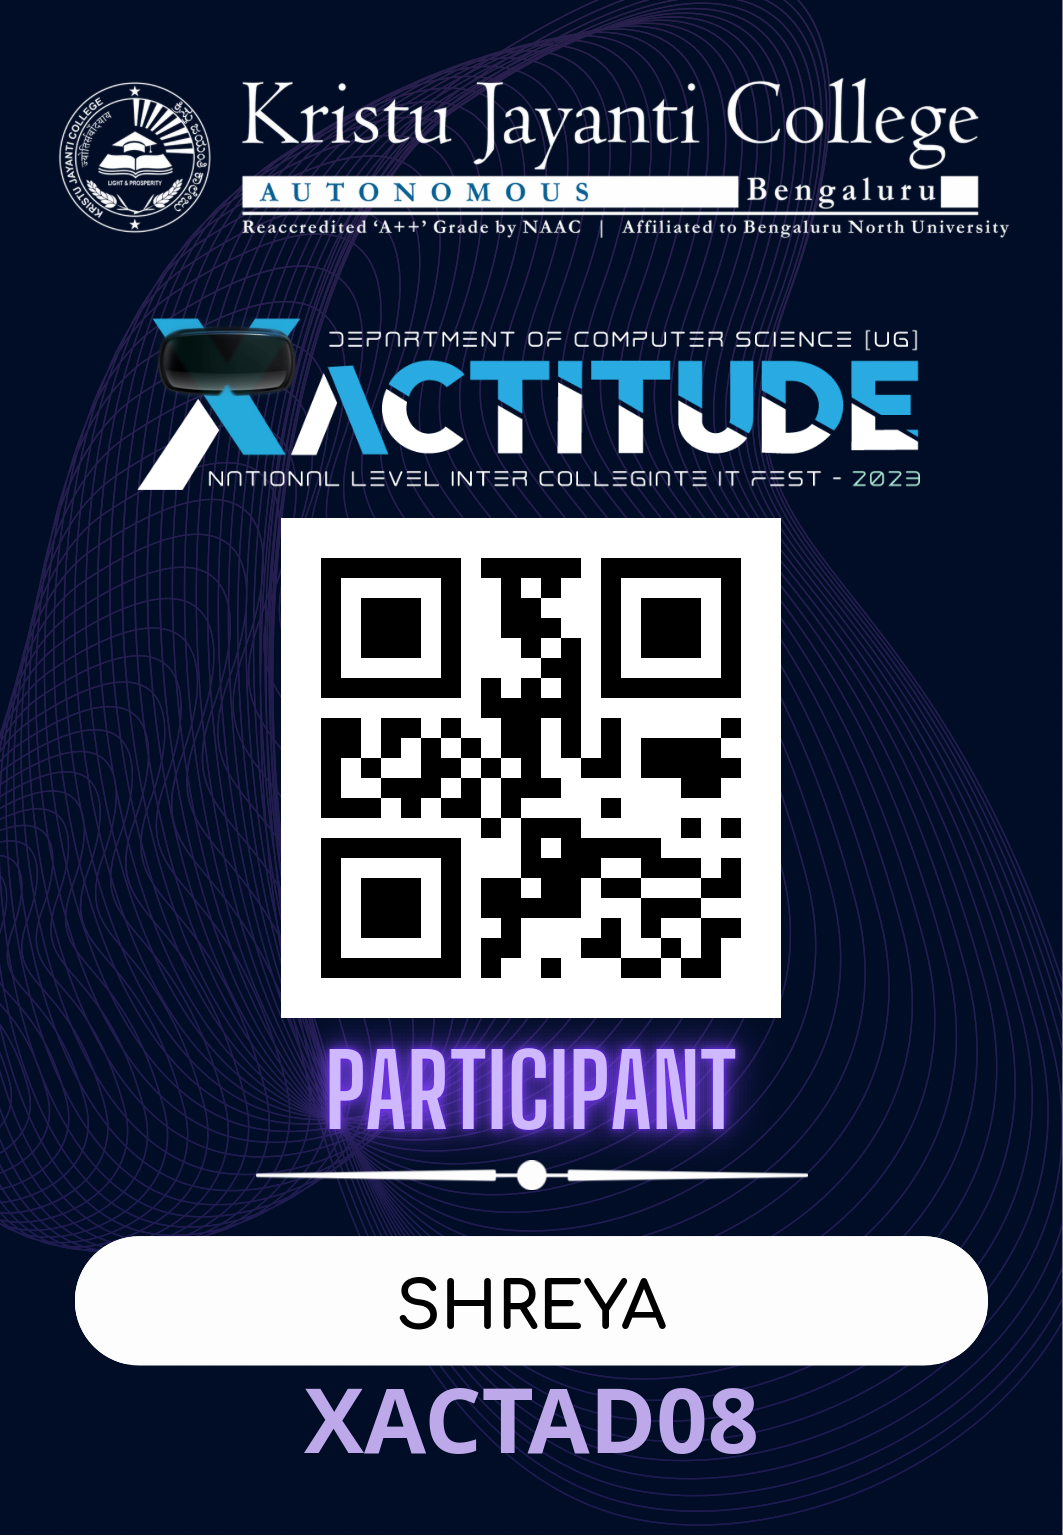 Kristu Jayanti College
AUTONOMOUS Bengaluru
Reaccredited ‘A++’ Grade by NAAC | Affiliated to Bengaluru North University
KRISTU JAYANTI COLLEGE
LIGHT & PROSPERITY
DEPARTMENT OF COMPUTER SCIENCE [UG]
XACTITUDE
NATIONAL LEVEL INTER COLLEGIATE IT FEST - 2023
PARTICIPANT
SHREYA
XACTAD08